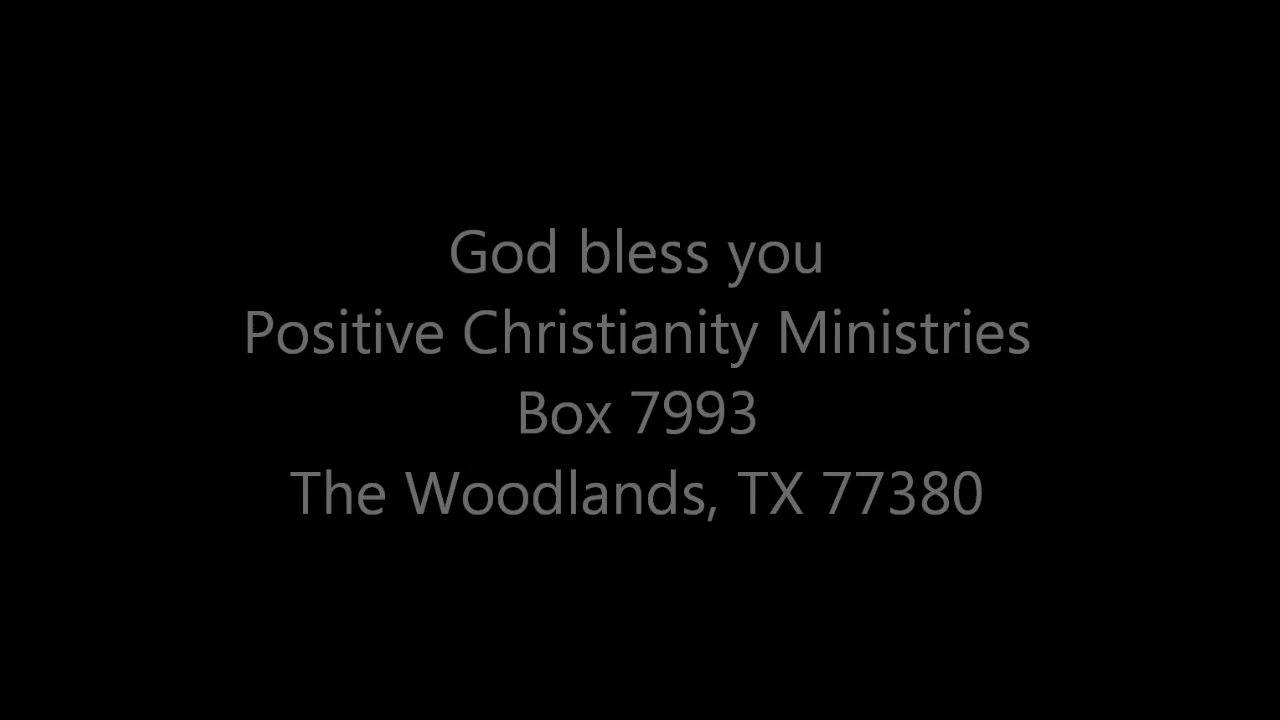 God bless you
Positive Christianity Ministries
Box 7993
The Woodlands, TX 77380